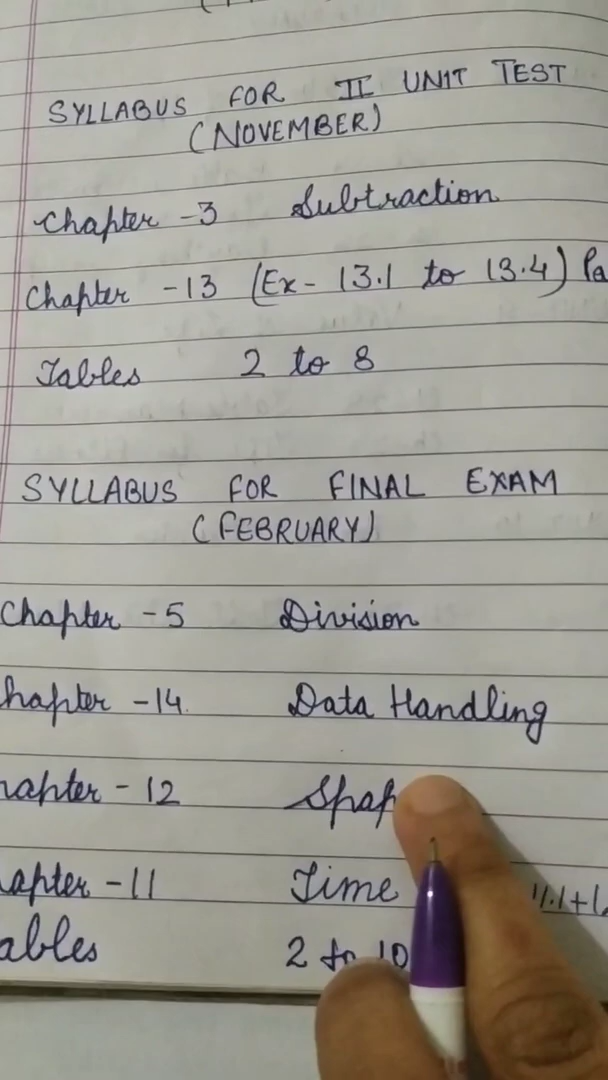 SYLLABUS FOR II UNIT TEST
(NOVEMBER)
Chapter -3 Subtraction
Chapter -13 (Ex- 13.1 to 13.4) Pa
Tables 2 to 8
SYLLABUS FOR FINAL EXAM
(FEBRUARY)
Chapter -5 Division
hapter -14 Data Handling
hapter - 12
apter -11 Time
ables 2 to 10